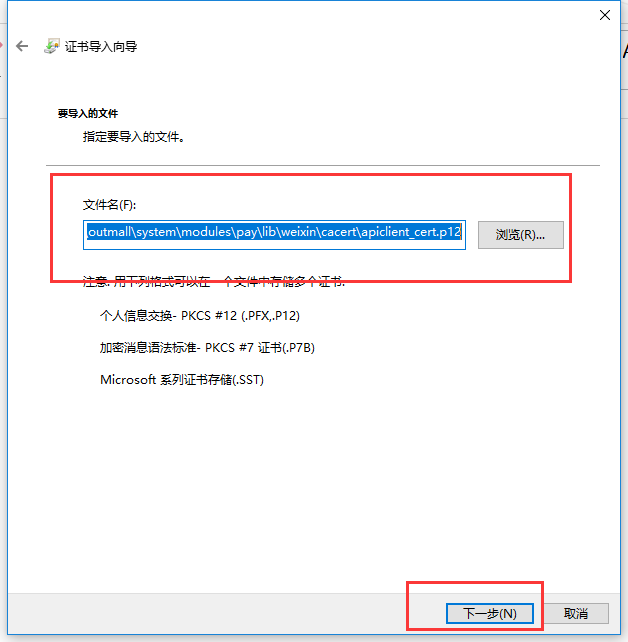 证书导入向导
要导入的文件
指定要导入的文件。
文件名(F):
outmall\system\modules\pay\lib\weixin\cacert\apiclient_cert.p12
浏览(R)...
注意: 用下列格式可以在一个文件中存储多个证书:
个人信息交换- PKCS #12 (.PFX,.P12)
加密消息语法标准- PKCS #7 证书(.P7B)
Microsoft 系列证书存储(.SST)
下一步(N)
取消